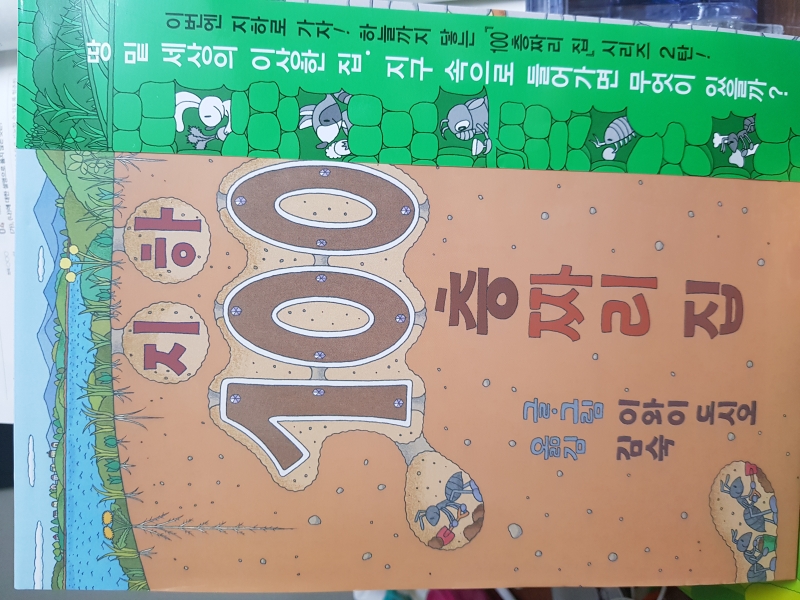 이번엔 지하로 가자! 하늘까지 닿는 「100층짜리 집」 시리즈 2탄!
땅 밑 세상의 이상한 집. 지구 속으로 들어가면 무엇이 있을까?
지하
100
층짜리 집
글·그림 이와이 도시오
옮김 김숙